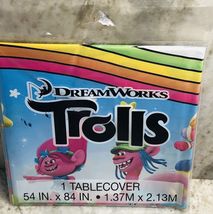 DREAMWORKS
Trolls
1 TABLECOVER
54 IN. x 84 IN. • 1.37M x 2.13M